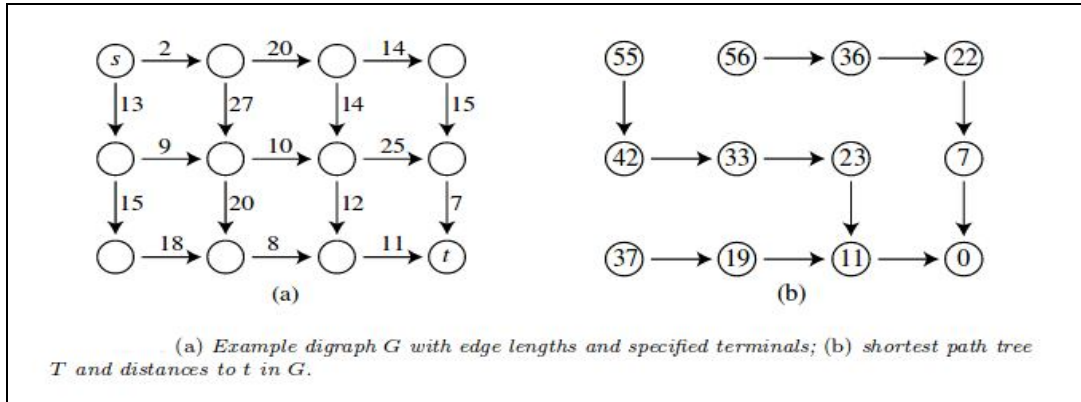 s 2 20 14 55 56 36 22
13 27 14 15
9 10 25 42 33 23 7
15 20 12 7
18 8 11 t 37 19 11 0
(a) (b)
(a) Example digraph G with edge lengths and specified terminals; (b) shortest path tree
T and distances to t in G.